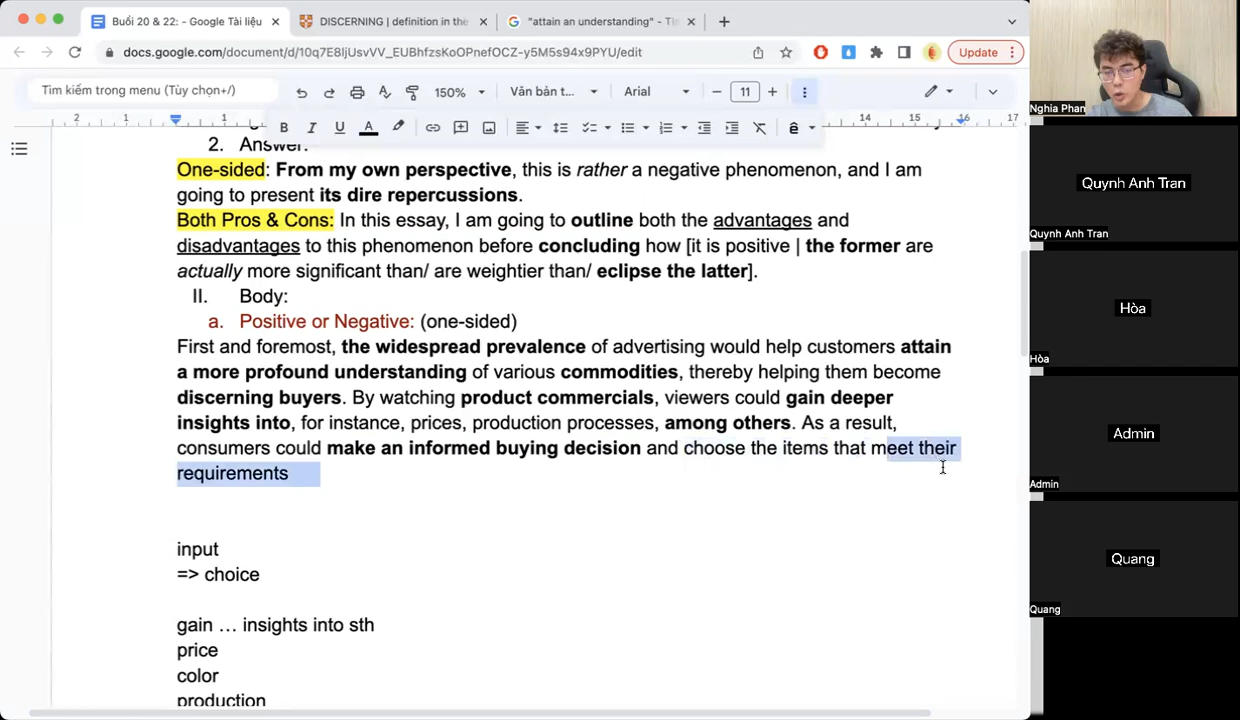 Buổi 20 & 22: - Google Tài liệu
DISCERNING | definition in the
"attain an understanding" - Tì
docs.google.com/document/d/10q7E8ljUsvVV_EUBhfzsKoOPnefOCZ-y5M5s94x9PYU/edit
Update
Tìm kiếm trong menu (Tùy chọn+/)
150%
Văn bản t...
Arial
11
2 1 1 14 15 16 17
2. Answer:
One-sided: From my own perspective, this is rather a negative phenomenon, and I am
going to present its dire repercussions.
Both Pros & Cons: In this essay, I am going to outline both the advantages and
disadvantages to this phenomenon before concluding how [it is positive | the former are
actually more significant than/ are weightier than/ eclipse the latter].
II. Body:
a. Positive or Negative: (one-sided)
First and foremost, the widespread prevalence of advertising would help customers attain
a more profound understanding of various commodities, thereby helping them become
discerning buyers. By watching product commercials, viewers could gain deeper
insights into, for instance, prices, production processes, among others. As a result,
consumers could make an informed buying decision and choose the items that meet their
requirements
input
=> choice
gain … insights into sth
price
color
production
Nghia Phan
Quynh Anh Tran
Quynh Anh Tran
Hòa
Hòa
Admin
Admin
Quang
Quang